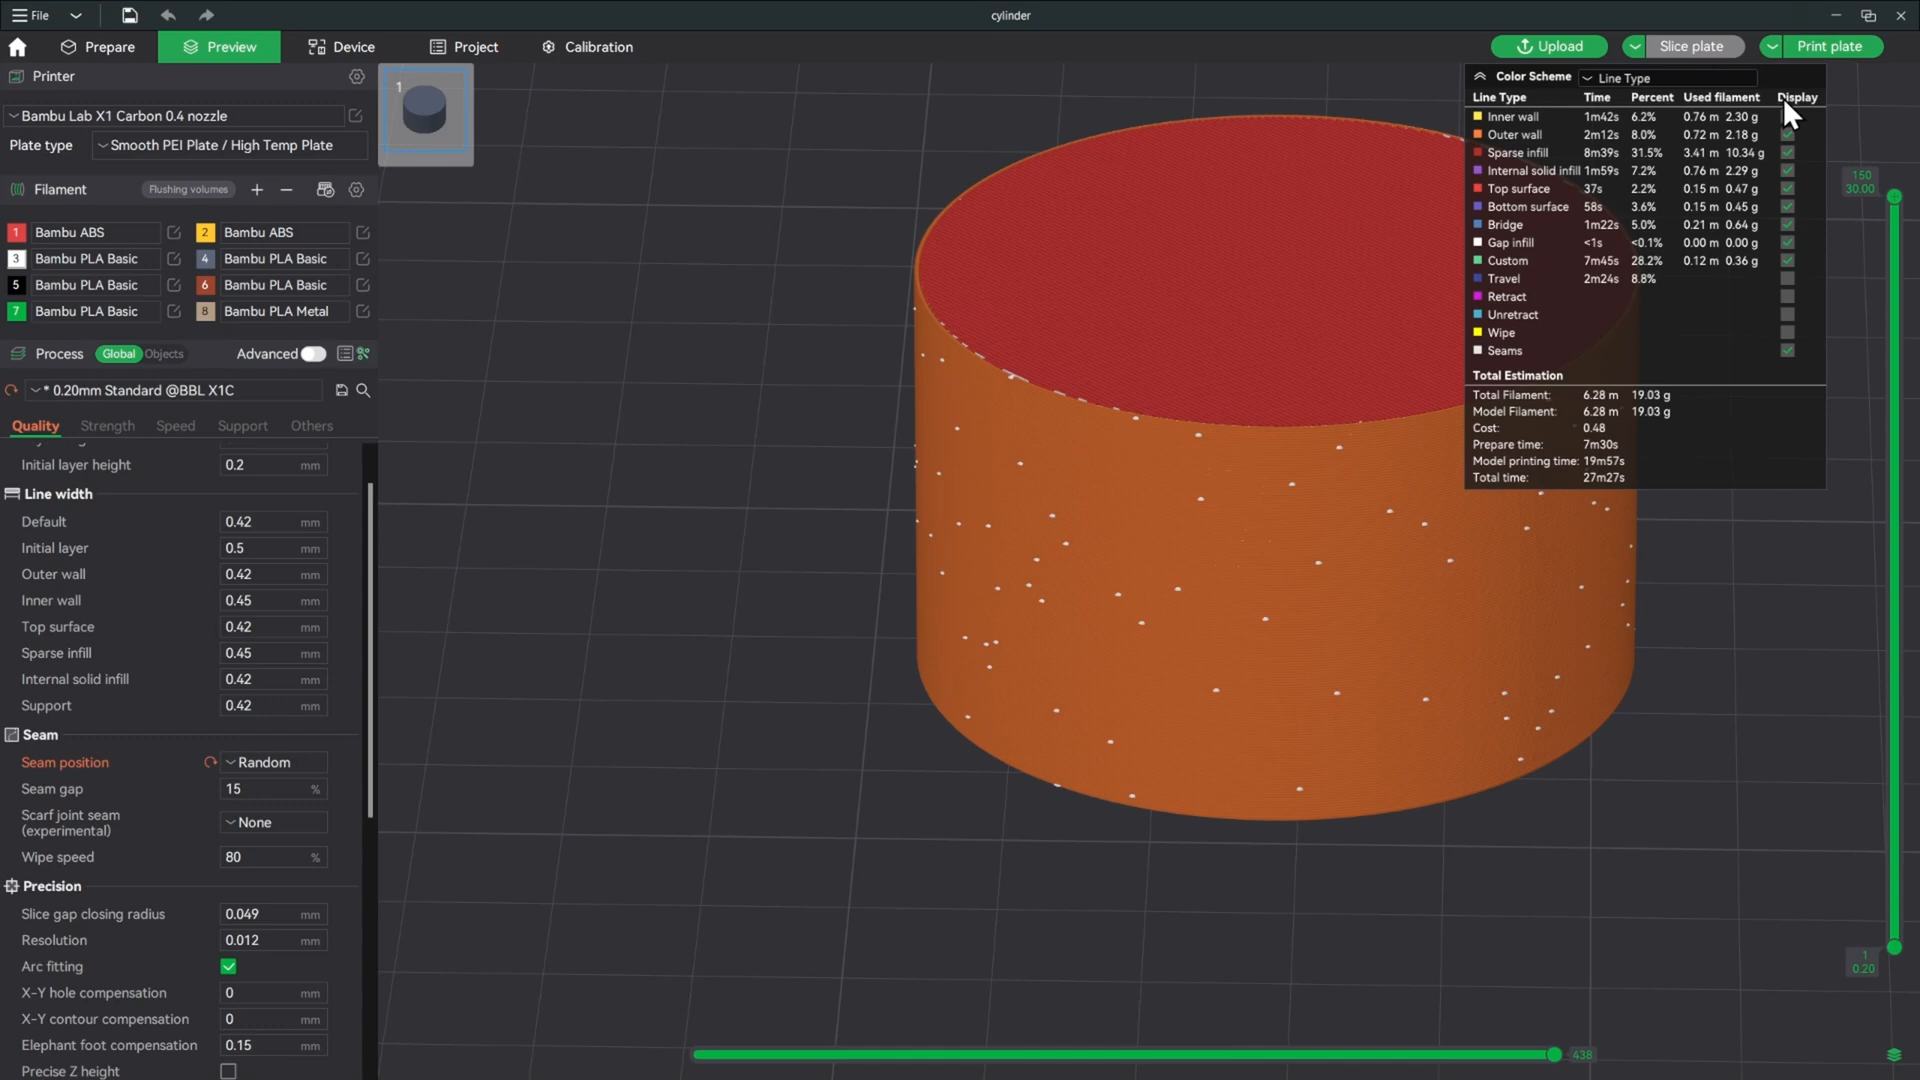 File
cylinder
Prepare
Preview
Device
Project
Calibration
Upload
Slice plate
Print plate
Printer
Bambu Lab X1 Carbon 0.4 nozzle
Plate type
Smooth PEI Plate / High Temp Plate
Filament
Flushing volumes
1 Bambu ABS
2 Bambu ABS
3 Bambu PLA Basic
4 Bambu PLA Basic
5 Bambu PLA Basic
6 Bambu PLA Basic
7 Bambu PLA Basic
8 Bambu PLA Metal
Process
Global Objects
Advanced
* 0.20mm Standard @BBL X1C
Quality Strength Speed Support Others
Initial layer height 0.2 mm
Line width
Default 0.42 mm
Initial layer 0.5 mm
Outer wall 0.42 mm
Inner wall 0.45 mm
Top surface 0.42 mm
Sparse infill 0.45 mm
Internal solid infill 0.42 mm
Support 0.42 mm
Seam
Seam position Random
Seam gap 15 %
Scarf joint seam
(experimental) None
Wipe speed 80 %
Precision
Slice gap closing radius 0.049 mm
Resolution 0.012 mm
Arc fitting
X-Y hole compensation 0 mm
X-Y contour compensation 0 mm
Elephant foot compensation 0.15 mm
Precise Z height
1
Color Scheme Line Type
Line Type Time Percent Used filament Display
Inner wall 1m42s 6.2% 0.76 m 2.30 g
Outer wall 2m12s 8.0% 0.72 m 2.18 g
Sparse infill 8m39s 31.5% 3.41 m 10.34 g
Internal solid infill 1m59s 7.2% 0.76 m 2.29 g
Top surface 37s 2.2% 0.15 m 0.47 g
Bottom surface 58s 3.6% 0.15 m 0.45 g
Bridge 1m22s 5.0% 0.21 m 0.64 g
Gap infill <1s <0.1% 0.00 m 0.00 g
Custom 7m45s 28.2% 0.12 m 0.36 g
Travel 2m24s 8.8%
Retract
Unretract
Wipe
Seams
Total Estimation
Total Filament: 6.28 m 19.03 g
Model Filament: 6.28 m 19.03 g
Cost: 0.48
Prepare time: 7m30s
Model printing time: 19m57s
Total time: 27m27s
150
30.00
1
0.20
438